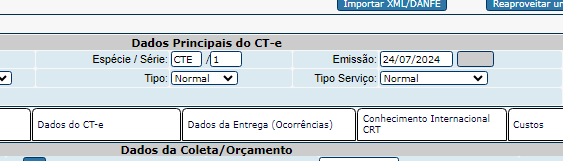 Importar XML/DANFE Reaproveitar
Dados Principais do CT-e
Espécie / Série: CTE / 1 Emissão: 24/07/2024
Tipo: Normal Tipo Serviço: Normal
Dados do CT-e Dados da Entrega (Ocorrências) Conhecimento Internacional CRT Custos
Dados da Coleta/Orçamento